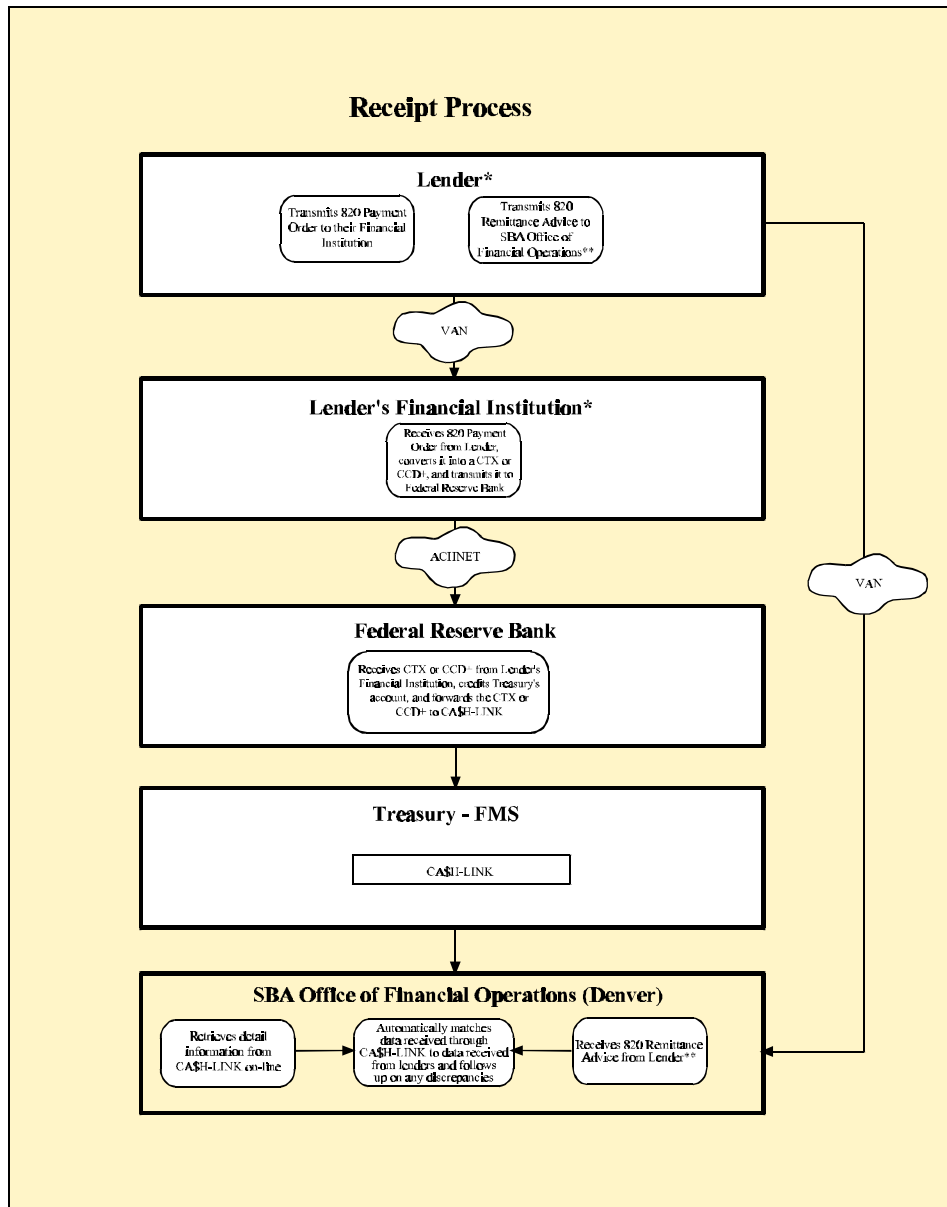 Receipt Process
Lender*
Transmits 820 Payment
Order to their Financial
Institution
Transmits 820
Remittance Advice to
SBA Office of
Financial Operations**
VAN
Lender's Financial Institution*
Receives 820 Payment
Order from Lender,
converts it into a CTX or
CCD+, and transmits it to
Federal Reserve Bank
ACHNET
VAN
Federal Reserve Bank
Receives CTX or CCD+ from Lender's
Financial Institution, credits Treasury's
account, and forwards the CTX or
CCD+ to CA$H-LINK
Treasury - FMS
CA$H-LINK
SBA Office of Financial Operations (Denver)
Retrieves detail
information from
CA$H-LINK on-line
Automatically matches
data received through
CA$H-LINK to data received
from lenders and follows
up on any discrepancies
Receives 820 Remittance
Advice from Lender**